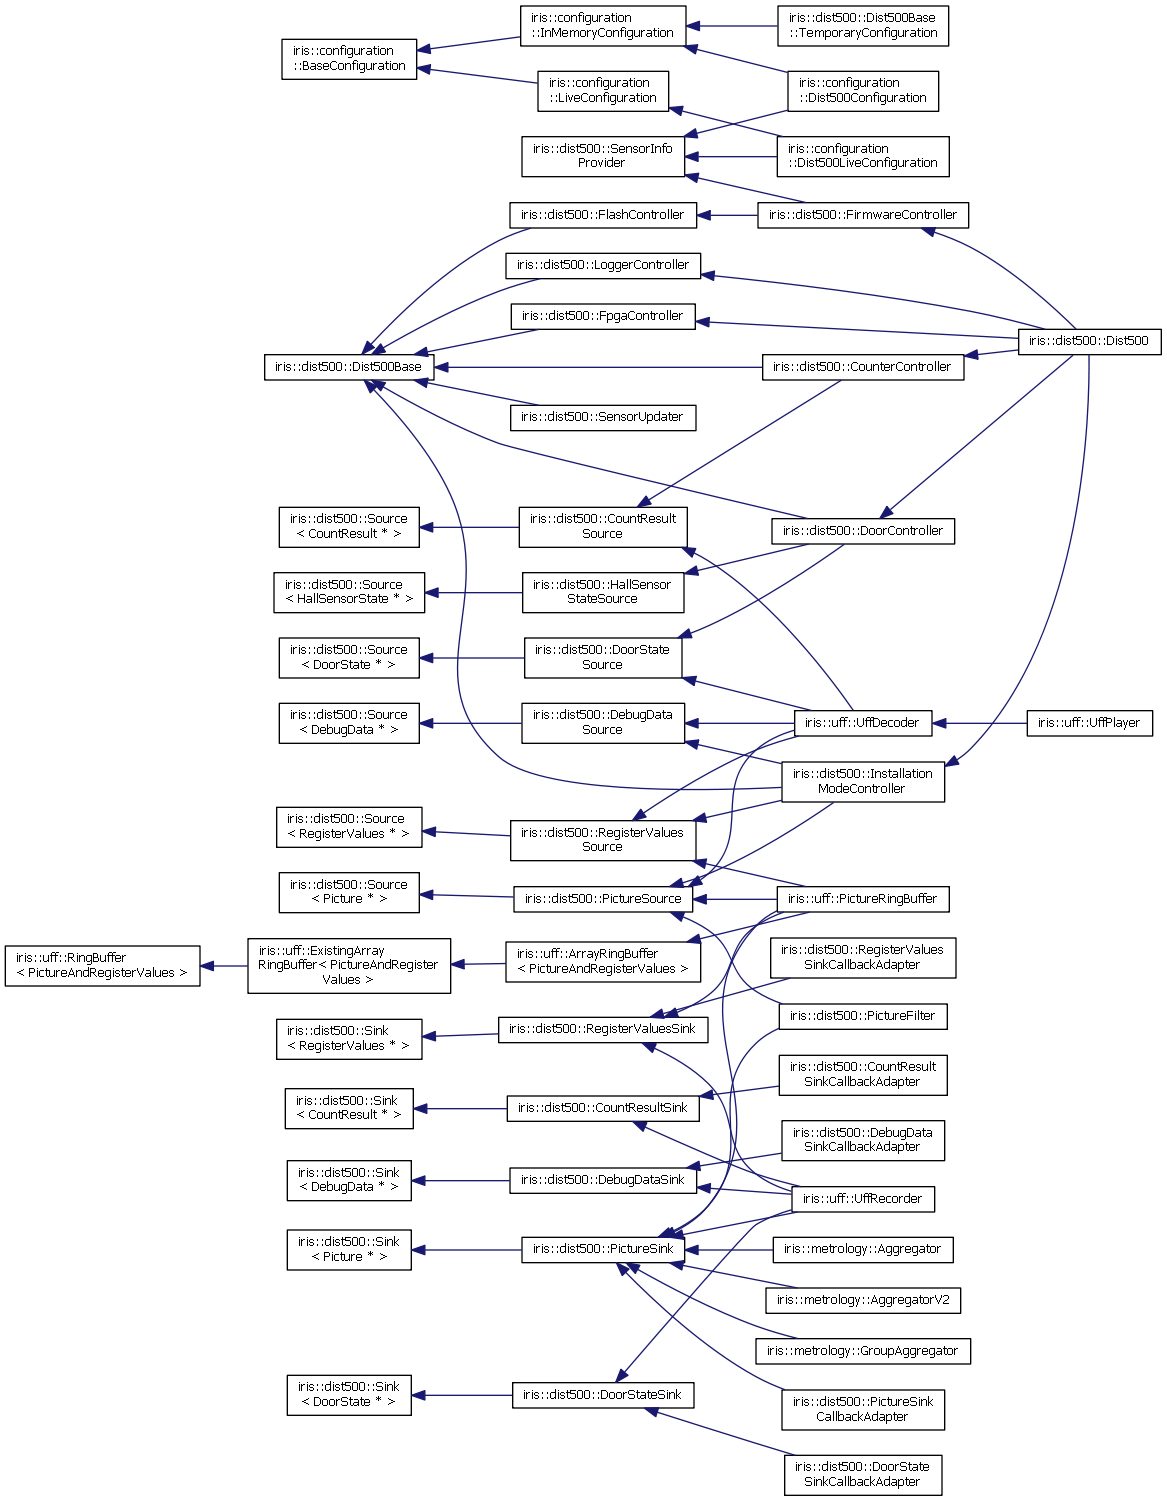 iris::configuration
::InMemoryConfiguration
iris::dist500::Dist500Base
::TemporaryConfiguration
iris::configuration
::BaseConfiguration
iris::configuration
::LiveConfiguration
iris::configuration
::Dist500Configuration
iris::dist500::SensorInfo
Provider
iris::configuration
::Dist500LiveConfiguration
iris::dist500::FlashController
iris::dist500::FirmwareController
iris::dist500::LoggerController
iris::dist500::FpgaController
iris::dist500::Dist500
iris::dist500::Dist500Base
iris::dist500::CounterController
iris::dist500::SensorUpdater
iris::dist500::Source
< CountResult * >
iris::dist500::CountResult
Source
iris::dist500::DoorController
iris::dist500::Source
< HallSensorState * >
iris::dist500::HallSensor
StateSource
iris::dist500::Source
< DoorState * >
iris::dist500::DoorState
Source
iris::dist500::Source
< DebugData * >
iris::dist500::DebugData
Source
iris::uff::UffDecoder
iris::uff::UffPlayer
iris::dist500::Installation
ModeController
iris::dist500::Source
< RegisterValues * >
iris::dist500::RegisterValues
Source
iris::dist500::Source
< Picture * >
iris::dist500::PictureSource
iris::uff::PictureRingBuffer
iris::uff::RingBuffer
< PictureAndRegisterValues >
iris::uff::ExistingArray
RingBuffer< PictureAndRegister
Values >
iris::uff::ArrayRingBuffer
< PictureAndRegisterValues >
iris::dist500::RegisterValues
SinkCallbackAdapter
iris::dist500::PictureFilter
iris::dist500::Sink
< RegisterValues * >
iris::dist500::RegisterValuesSink
iris::dist500::CountResult
SinkCallbackAdapter
iris::dist500::Sink
< CountResult * >
iris::dist500::CountResultSink
iris::dist500::DebugData
SinkCallbackAdapter
iris::dist500::Sink
< DebugData * >
iris::dist500::DebugDataSink
iris::uff::UffRecorder
iris::dist500::Sink
< Picture * >
iris::dist500::PictureSink
iris::metrology::Aggregator
iris::metrology::AggregatorV2
iris::metrology::GroupAggregator
iris::dist500::Sink
< DoorState * >
iris::dist500::DoorStateSink
iris::dist500::PictureSink
CallbackAdapter
iris::dist500::DoorState
SinkCallbackAdapter